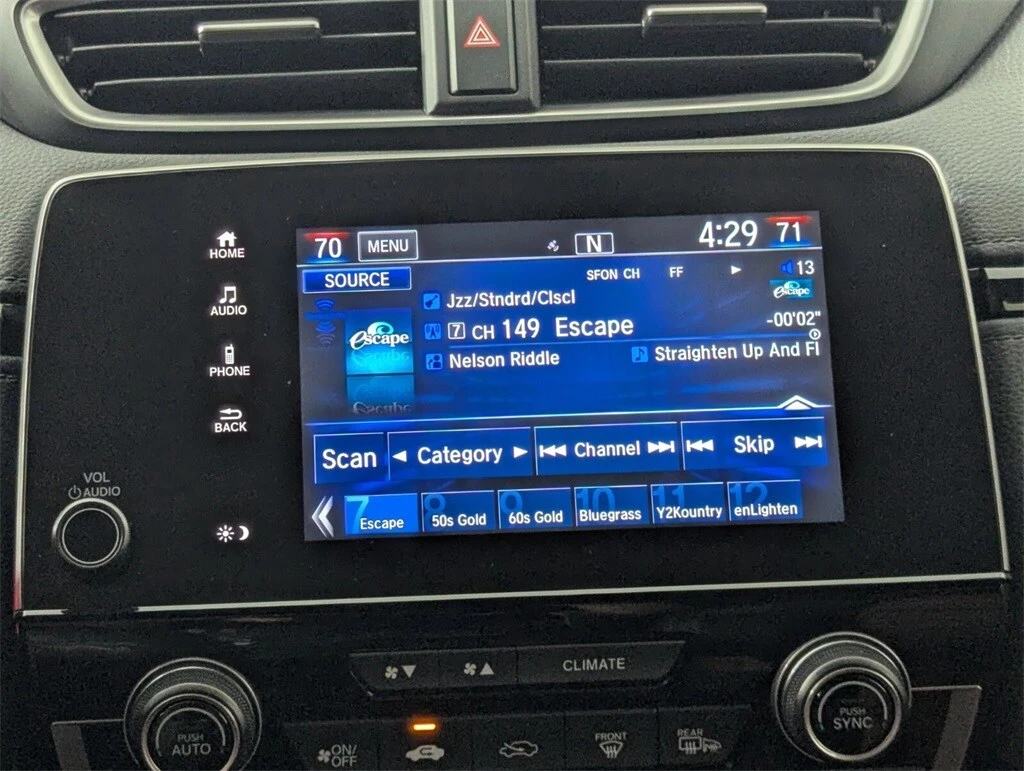 70 MENU N 4:29 71
SOURCE
SFON CH FF 13
Jzz/Stndrd/Clscl
escape
7 CH 149 Escape -00'02"
escape
Nelson Riddle Straighten Up And Fl
Scan Category Channel Skip
7 Escape
8 50s Gold
9 60s Gold
10 Bluegrass
11 Y2Kountry
12 enLighten
HOME
AUDIO
PHONE
BACK
VOL
AUDIO
CLIMATE
PUSH
AUTO
ON/
OFF
FRONT
REAR
PUSH
SYNC